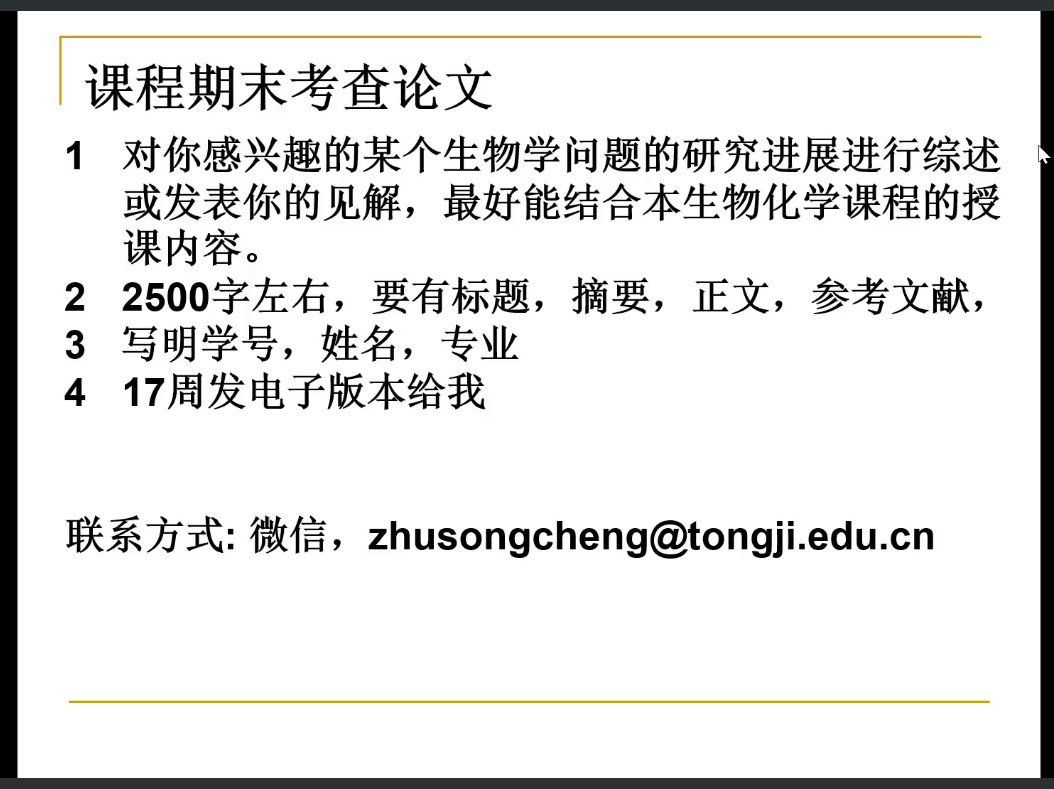 课程期末考查论文
1 对你感兴趣的某个生物学问题的研究进展进行综述
或发表你的见解，最好能结合本生物化学课程的授
课内容。
2 2500字左右，要有标题，摘要，正文，参考文献，
3 写明学号，姓名，专业
4 17周发电子版本给我
联系方式: 微信，zhusongcheng@tongji.edu.cn